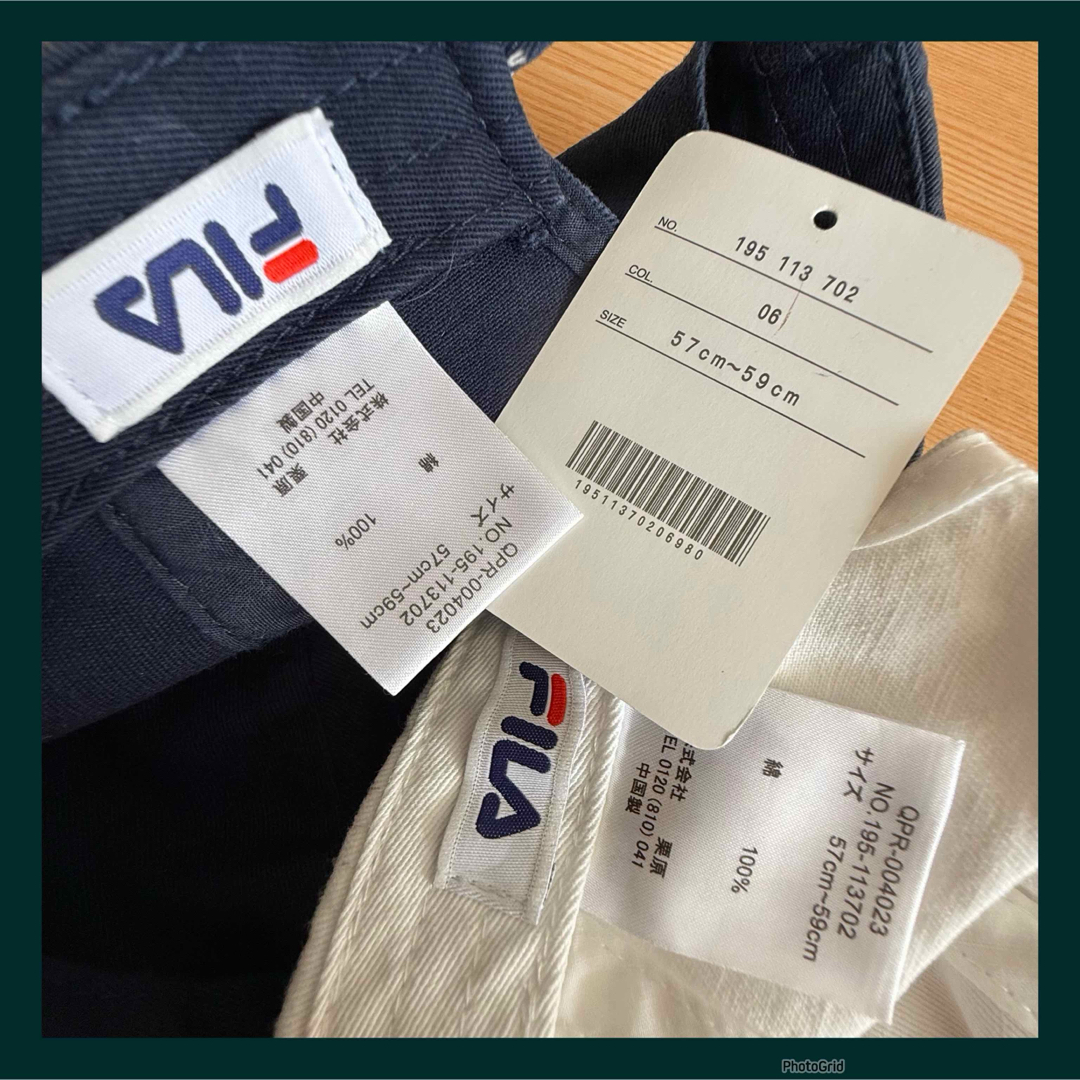 FILA
QPR-004023
NO.195-113702
サイズ 57cm~59cm
綿 100%
株式会社 栗原
TEL 0120 (810) 041
中国製
NO. 195 113 702
COL. 06
SIZE 57cm~59cm
19511370206980
FILA
QPR-004023
NO.195-113702
サイズ 57cm~59cm
綿 100%
式会社 栗原
EL 0120 (810) 041
中国製
PhotoGrid